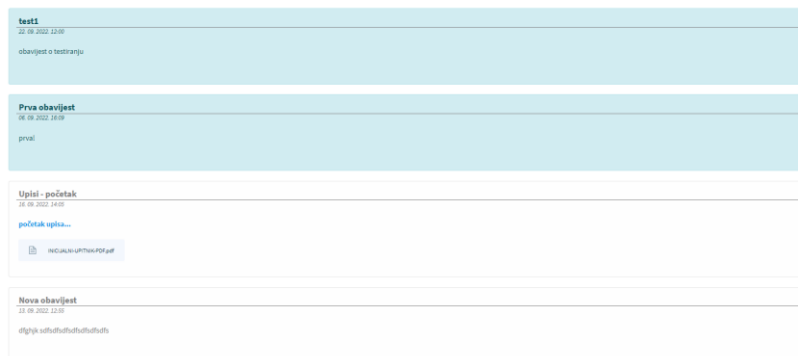 test1
22. 09. 2022. 12:00
obavijest o testiranju
Prva obavijest
06. 09. 2022. 16:09
prva!
Upisi - početak
16. 09. 2022. 14:05
početak upisa...
INICIJALNI-UPITNIK-PDF.pdf
Nova obavijest
13. 09. 2022. 12:55
dfghjk sdfsdfsdfsdfsdfsdfsdfs